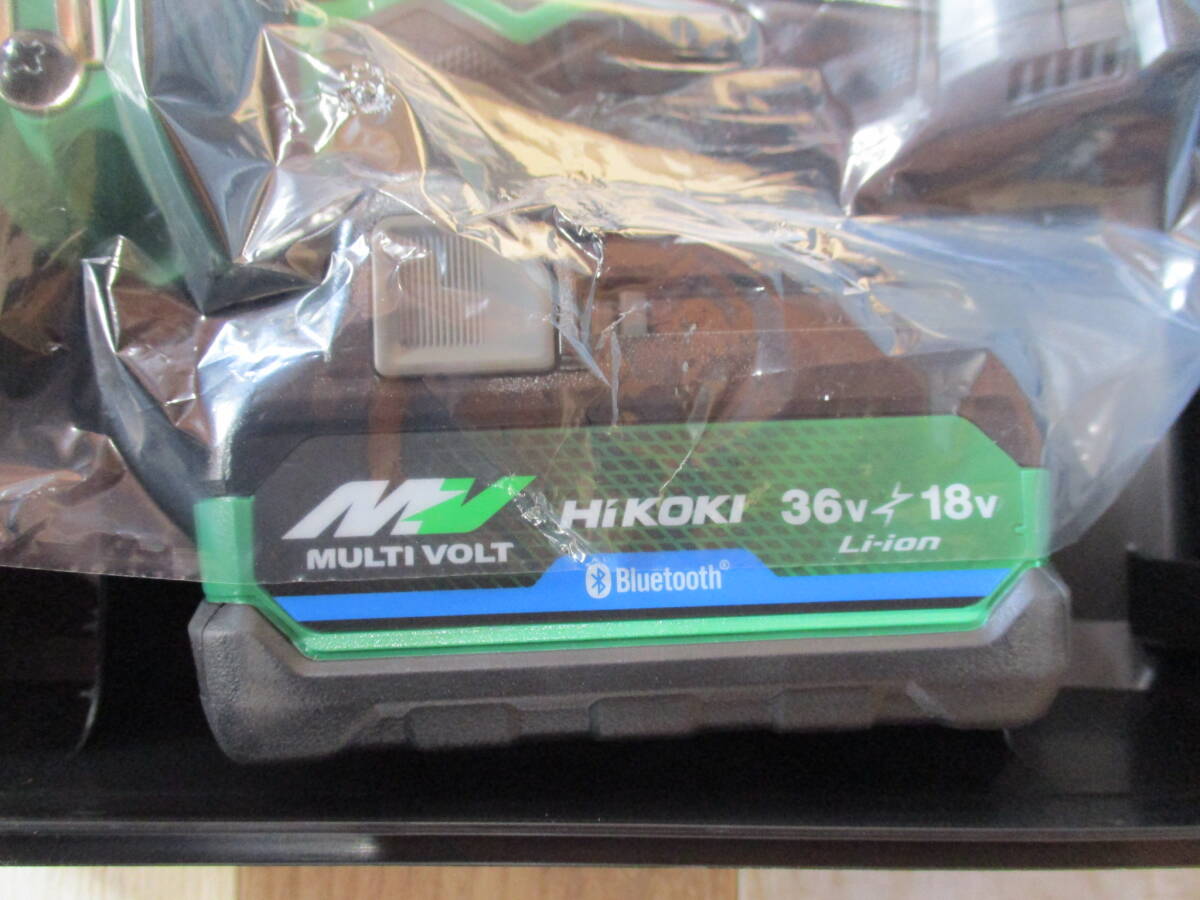 MV
MULTI VOLT
HiKOKI
36V 18V
Li-ion
Bluetooth®